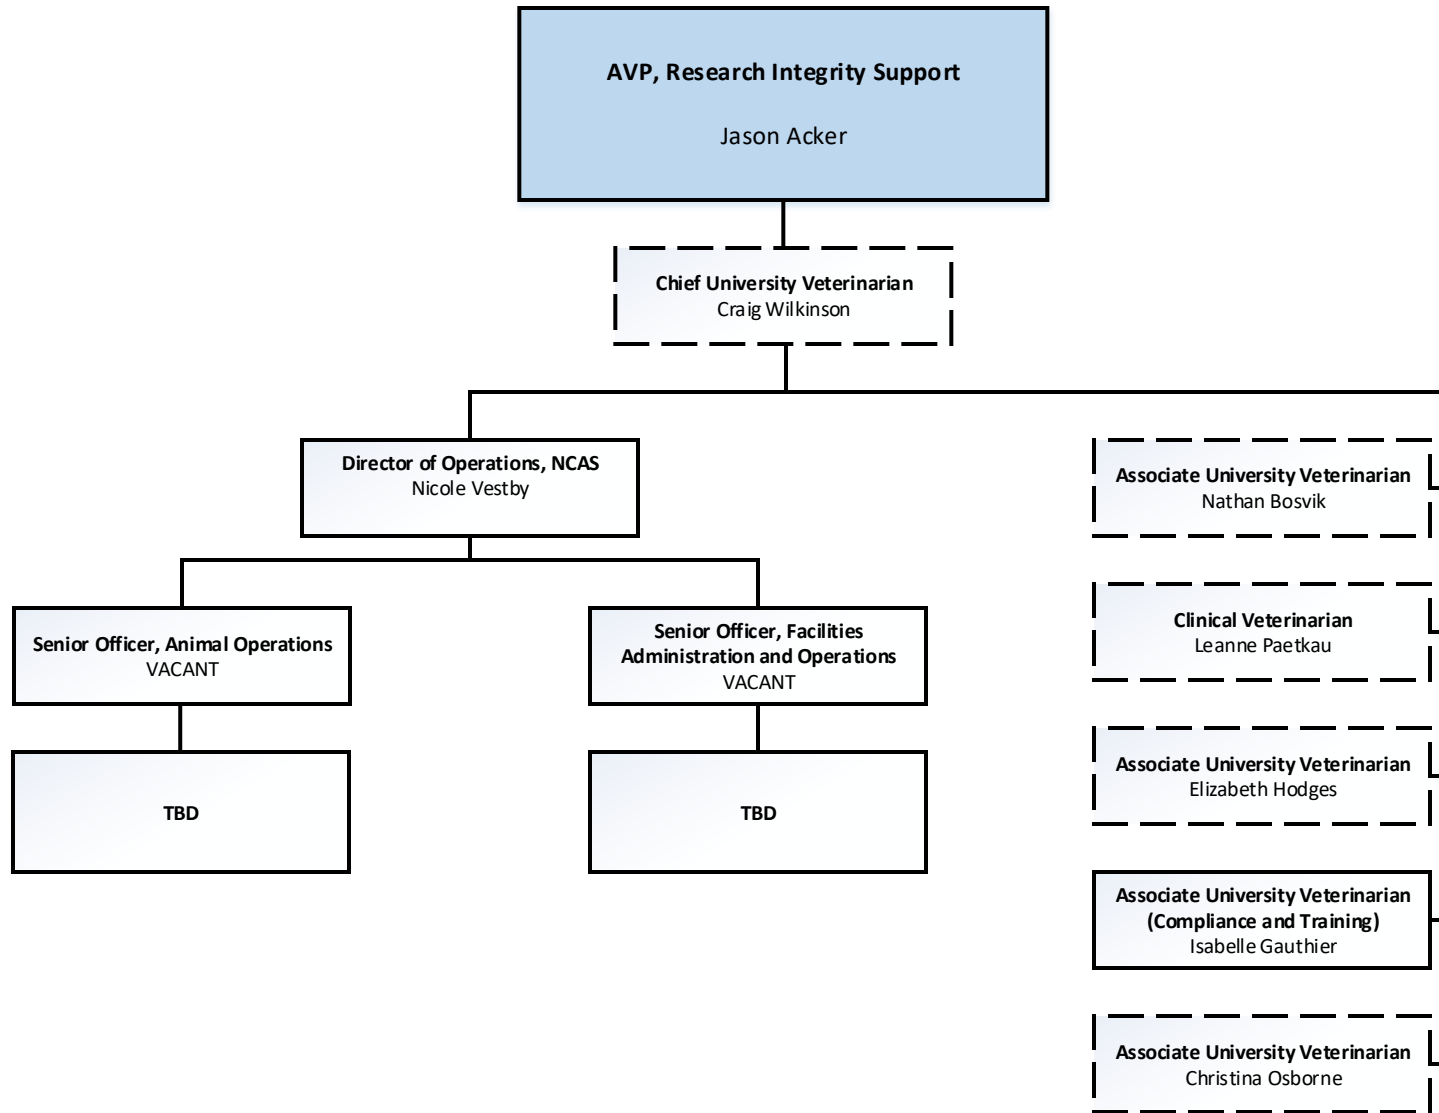 AVP, Research Integrity Support
Jason Acker
Chief University Veterinarian
Craig Wilkinson
Director of Operations, NCAS
Nicole Vestby
Senior Officer, Animal Operations
VACANT
TBD
Senior Officer, Facilities
Administration and Operations
VACANT
TBD
Associate University Veterinarian
Nathan Bosvik
Clinical Veterinarian
Leanne Paetkau
Associate University Veterinarian
Elizabeth Hodges
Associate University Veterinarian
(Compliance and Training)
Isabelle Gauthier
Associate University Veterinarian
Christina Osborne